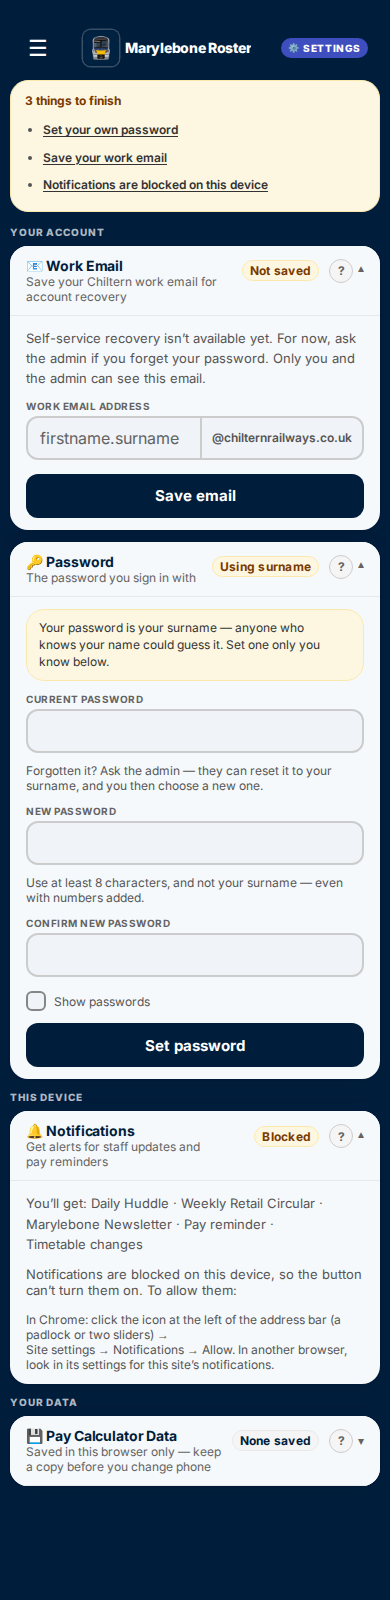 ☰ Marylebone Roster ⚙️ SETTINGS
3 things to finish
• Set your own password
• Save your work email
• Notifications are blocked on this device
YOUR ACCOUNT
📧 Work Email Not saved ? ▲
Save your Chiltern work email for
account recovery
Self-service recovery isn’t available yet. For now, ask
the admin if you forget your password. Only you and
the admin can see this email.
WORK EMAIL ADDRESS
firstname.surname @chilternrailways.co.uk
Save email
🔑 Password Using surname ? ▲
The password you sign in with
Your password is your surname — anyone who
knows your name could guess it. Set one only you
know below.
CURRENT PASSWORD
Forgotten it? Ask the admin — they can reset it to your
surname, and you then choose a new one.
NEW PASSWORD
Use at least 8 characters, and not your surname — even
with numbers added.
CONFIRM NEW PASSWORD
Show passwords
Set password
THIS DEVICE
🔔 Notifications Blocked ? ▲
Get alerts for staff updates and
pay reminders
You’ll get: Daily Huddle · Weekly Retail Circular ·
Marylebone Newsletter · Pay reminder ·
Timetable changes
Notifications are blocked on this device, so the button
can’t turn them on. To allow them:
In Chrome: click the icon at the left of the address bar (a
padlock or two sliders) →
Site settings → Notifications → Allow. In another browser,
look in its settings for this site’s notifications.
YOUR DATA
💾 Pay Calculator Data None saved ? ▼
Saved in this browser only — keep
a copy before you change phone